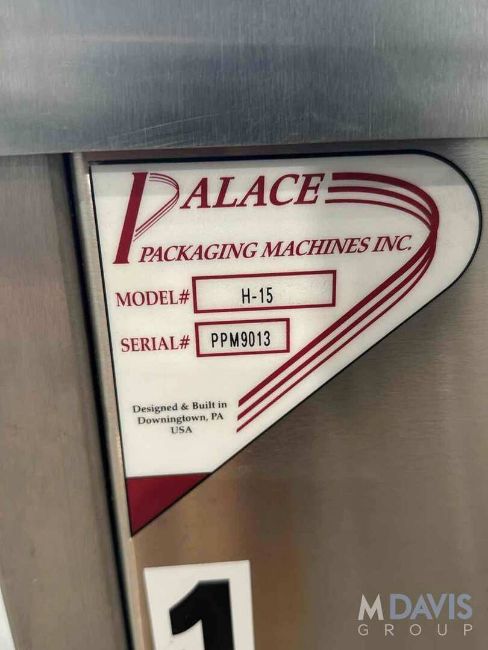 PALACE
PACKAGING MACHINES INC.
MODEL# H-15
SERIAL# PPM9013
Designed & Built in
Downingtown, PA
USA
1
MDAVIS
GROUP